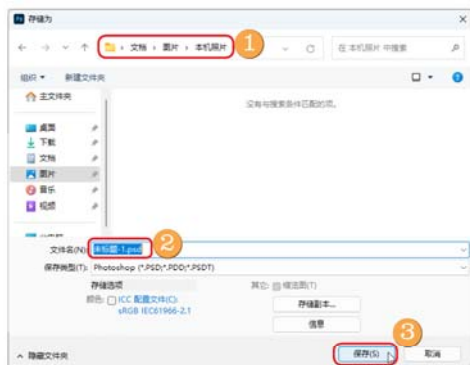 Ps 存储为
文档 › 图片 › 本机照片
1
在 本机照片 中搜索
组织
新建文件夹
主文件夹
没有与搜索条件匹配的项。
桌面
下载
文档
图片
音乐
视频
文件名(N):
未标题-1.psd
2
保存类型(T):
Photoshop (*.PSD;*.PDD;*.PSDT)
存储选项
颜色:
ICC 配置文件(C):
sRGB IEC61966-2.1
其它:
缩览图(T)
存储副本...
信息
3
隐藏文件夹
保存(S)
取消